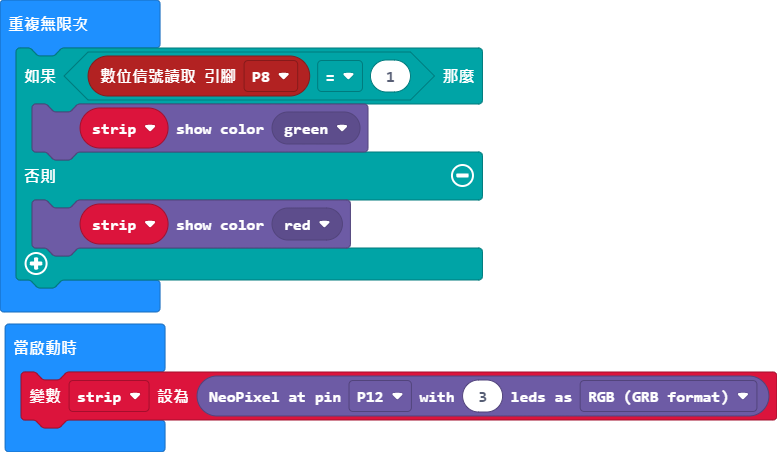 重複無限次
如果 數位信號讀取 引腳 P8 = 1 那麼
strip show color green
否則
strip show color red
當啟動時
變數 strip 設為 NeoPixel at pin P12 with 3 leds as RGB (GRB format)